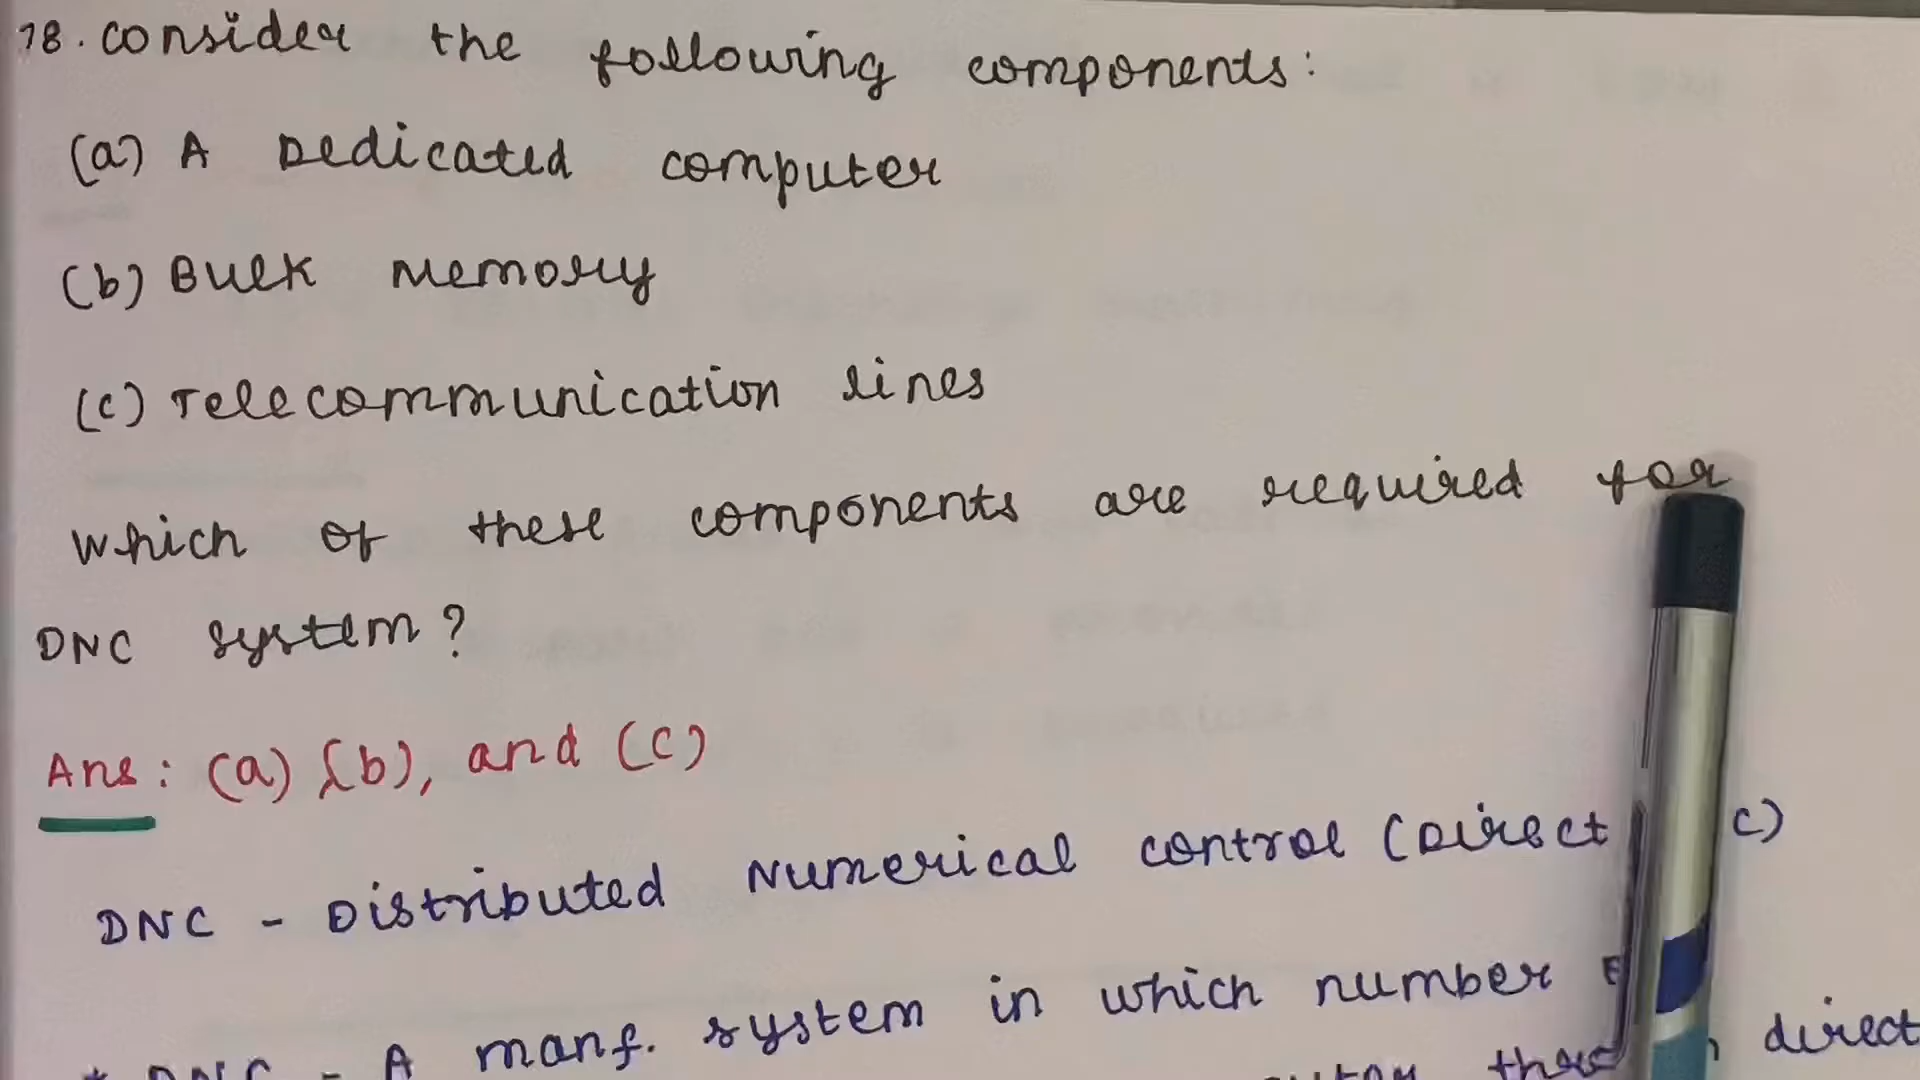 78. consider the following components:
(a) A Dedicated computer
(b) Bulk memory
(c) Telecommunication lines
which of these components are required for
DNC system?
Ans: (a), (b), and (c)
DNC - Distributed Numerical control (Direct C)
* DNC - A manf. system in which number
direct